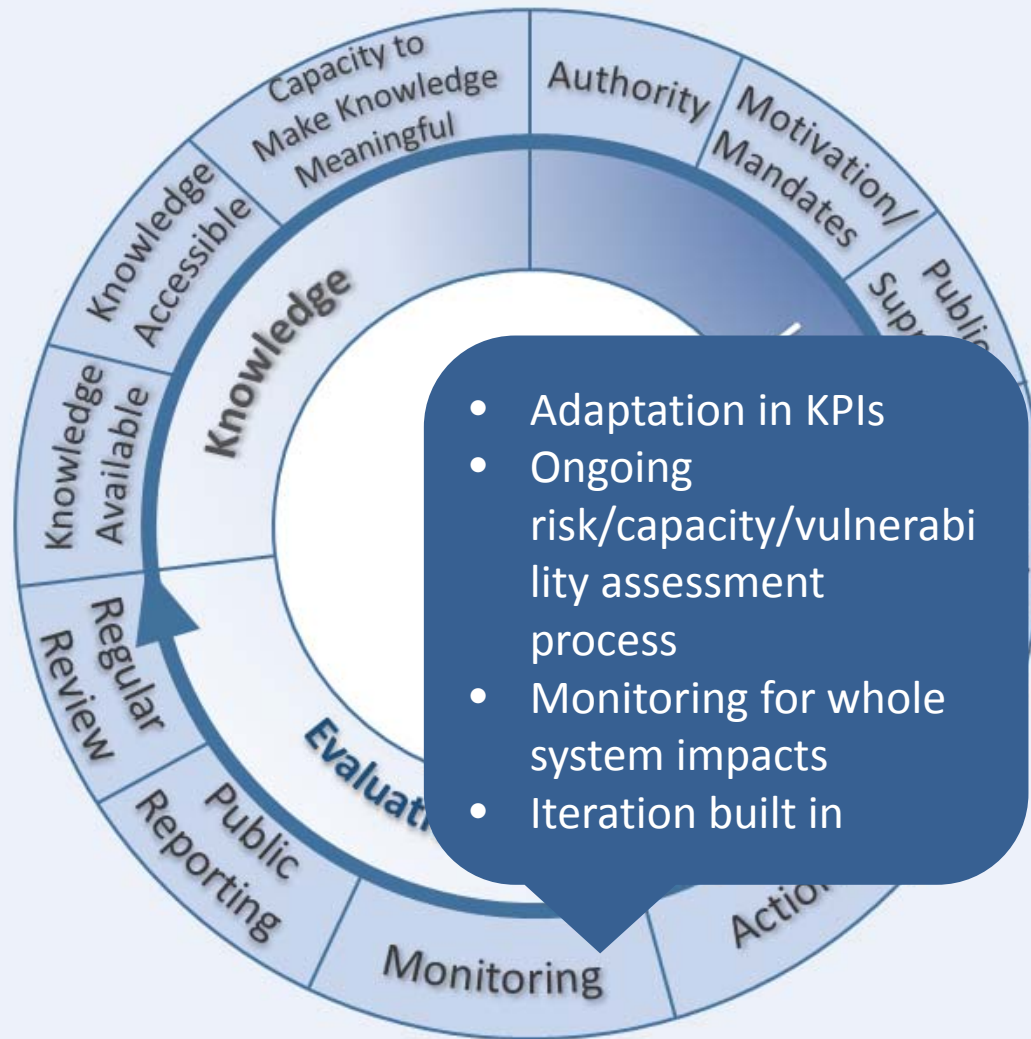 Capacity to
Make Knowledge
Meaningful
Authority
Motivation/
Mandates
Public
Knowledge
Accessible
Knowledge
Available
Knowledge
Regular
Review
Public
Reporting
Monitoring
• Adaptation in KPIs
• Ongoing
risk/capacity/vulnerabi
lity assessment
process
• Monitoring for whole
system impacts
• Iteration built in